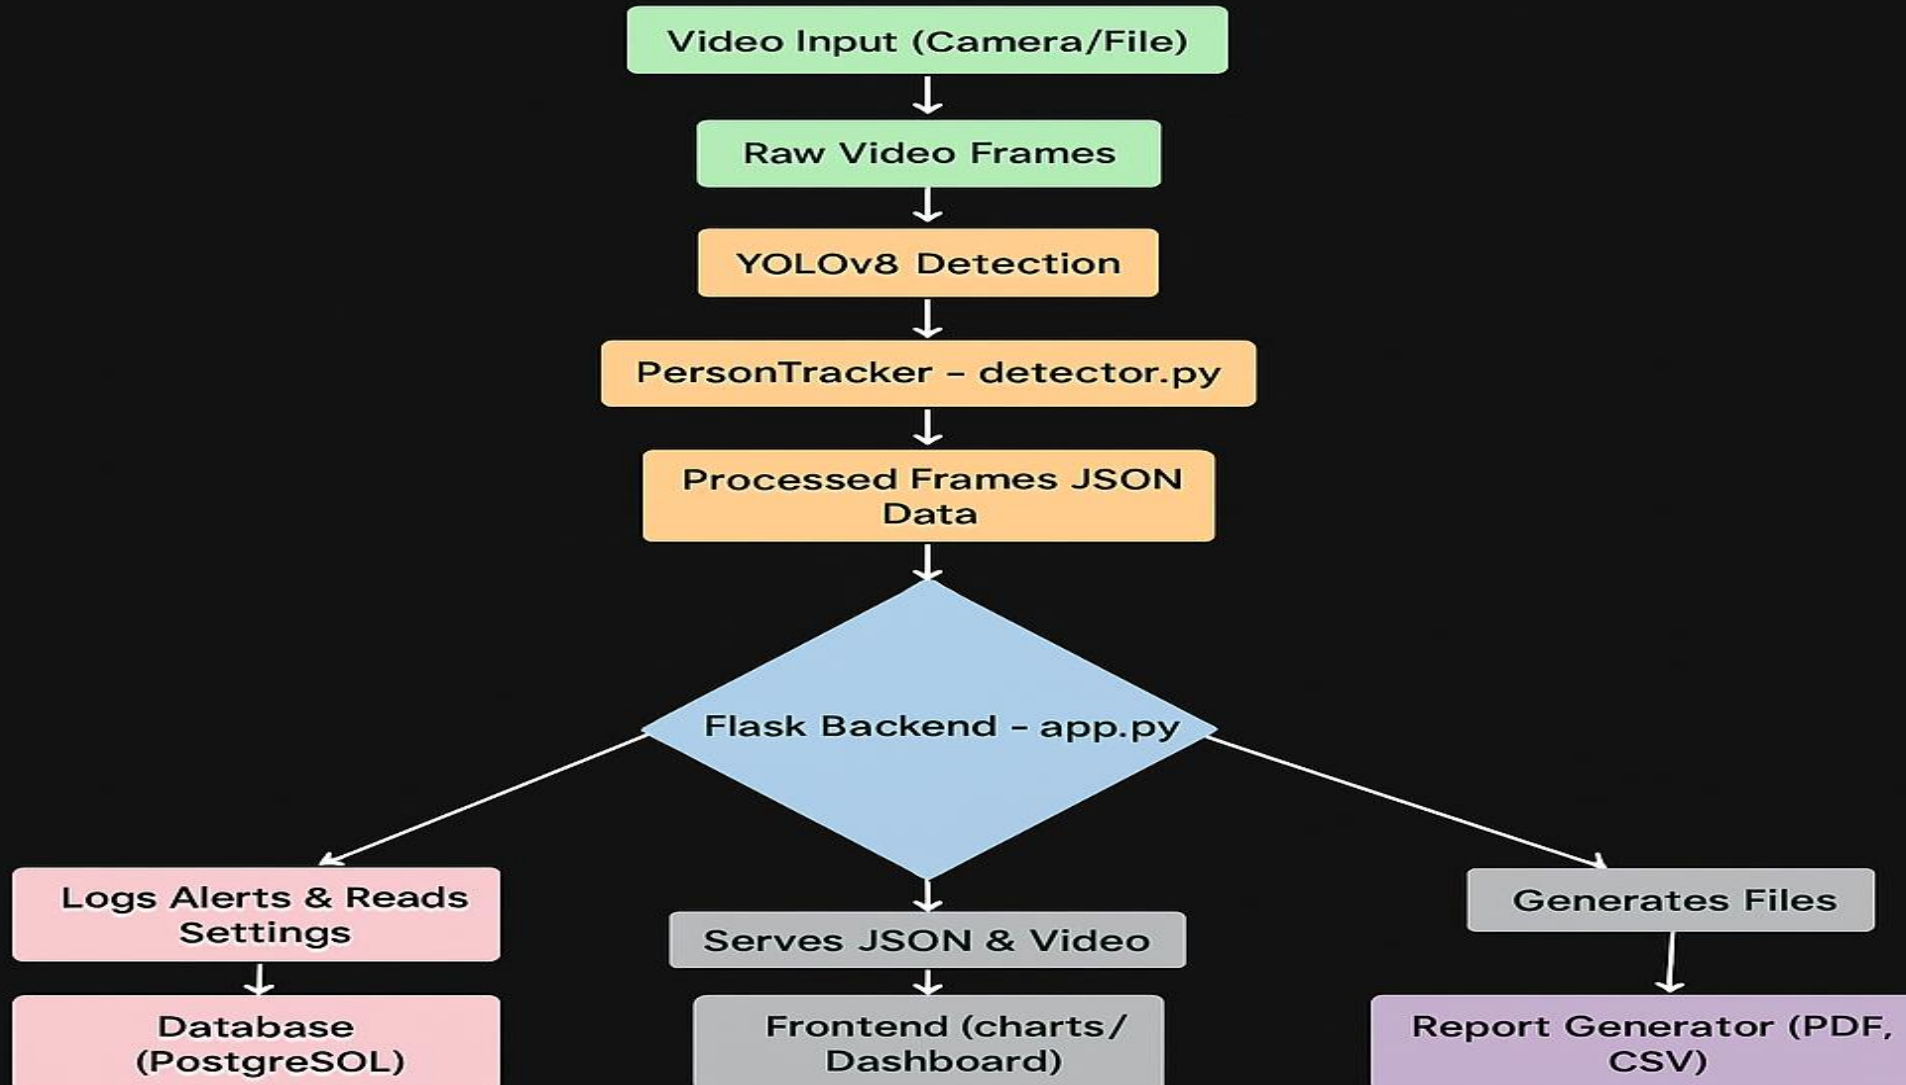 Video Input (Camera/File)
Raw Video Frames
YOLOv8 Detection
PersonTracker - detector.py
Processed Frames JSON
Data
Flask Backend - app.py
Logs Alerts & Reads
Settings
Serves JSON & Video
Generates Files
Database
(PostgreSOL)
Frontend (charts/
Dashboard)
Report Generator (PDF,
CSV)